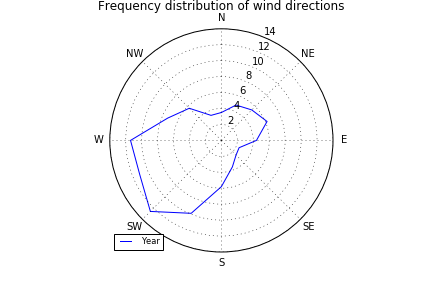 Frequency distribution of wind directions
N
14
12
NW
NE
10
8
6
4
2
W
E
SW
SE
Year
S